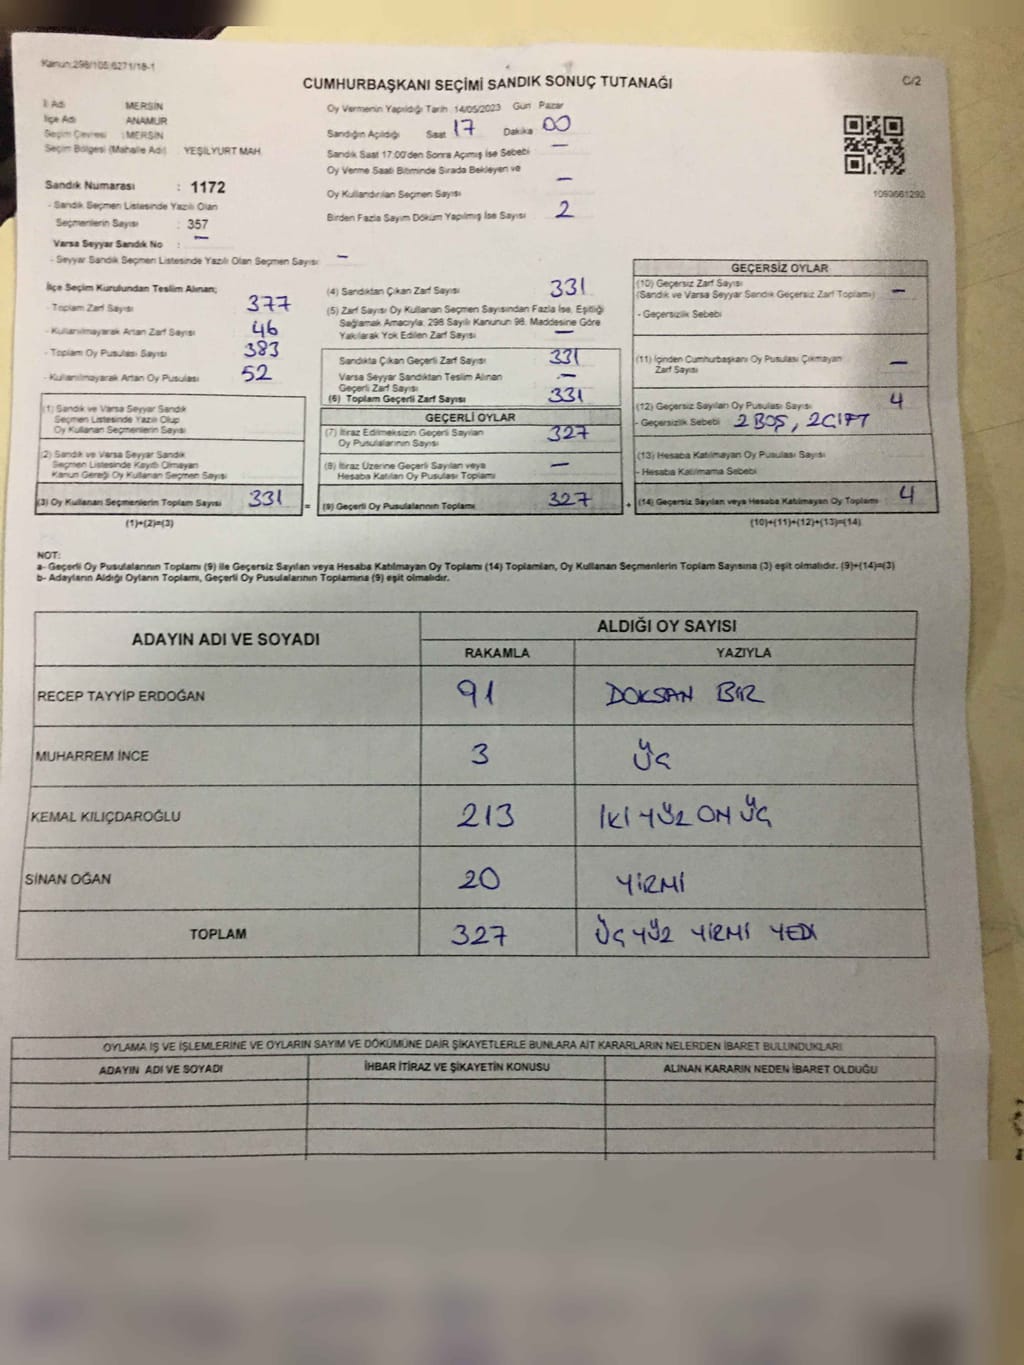 Kanun:298/105;6271/18-1
CUMHURBAŞKANI SEÇİMİ SANDIK SONUÇ TUTANAĞI
C/2
İl Adı MERSİN
İlçe Adı ANAMUR
Seçim Çevresi : MERSİN
Seçim Bölgesi (Mahalle Adı) YEŞİLYURT MAH.
Sandık Numarası : 1172
- Sandık Seçmen Listesinde Yazılı Olan
Seçmenlerin Sayısı : 357
Varsa Seyyar Sandık No : —
- Seyyar Sandık Seçmen Listesinde Yazılı Olan Seçmen Sayısı: —
Oy Vermenin Yapıldığı Tarih 14/05/2023 Gün Pazar
Sandığın Açıldığı Saat 17 Dakika 00
Sandık Saat 17:00'den Sonra Açımış İse Sebebi —
Oy Verme Saati Bitiminde Sırada Bekleyen ve
Oy Kullandırılan Seçmen Sayısı —
Birden Fazla Sayım Döküm Yapılmış İse Sayısı 2
1093661292
İlçe Seçim Kurulundan Teslim Alınan;
- Toplam Zarf Sayısı 377
- Kullanılmayarak Artan Zarf Sayısı 46
- Toplam Oy Pusulası Sayısı 383
- Kullanılmayarak Artan Oy Pusulası 52
(1) Sandık ve Varsa Seyyar Sandık
Seçmen Listesinde Yazılı Olup
Oy Kullanan Seçmenlerin Sayısı
(2) Sandık ve Varsa Seyyar Sandık
Seçmen Listesinde Kayıtlı Olmayan
Kanun Gereği Oy Kullanan Seçmen Sayısı
(3) Oy Kullanan Seçmenlerin Toplam Sayısı 331 =
(1)+(2)=(3)
(4) Sandıktan Çıkan Zarf Sayısı 331
(5) Zarf Sayısı Oy Kullanan Seçmen Sayısından Fazla İse, Eşitliği
Sağlamak Amacıyla; 298 Sayılı Kanunun 98. Maddesine Göre
Yakılarak Yok Edilen Zarf Sayısı —
Sandıkta Çıkan Geçerli Zarf Sayısı 331
Varsa Seyyar Sandıktan Teslim Alınan
Geçerli Zarf Sayısı —
(6) Toplam Geçerli Zarf Sayısı 331
GEÇERLİ OYLAR
(7) İtiraz Edilmeksizin Geçerli Sayılan
Oy Pusulalarının Sayısı 327
(8) İtiraz Üzerine Geçerli Sayılan veya
Hesaba Katılan Oy Pusulası Toplamı —
(9) Geçerli Oy Pusulalarının Toplamı 327 +
GEÇERSİZ OYLAR
(10) Geçersiz Zarf Sayısı
(Sandık ve Varsa Seyyar Sandık Geçersiz Zarf Toplamı) —
- Geçersizlik Sebebi
(11) İçinden Cumhurbaşkanı Oy Pusulası Çıkmayan
Zarf Sayısı —
(12) Geçersiz Sayılan Oy Pusulası Sayısı 4
- Geçersizlik Sebebi 2 BOŞ, 2 ÇİFT
(13) Hesaba Katılmayan Oy Pusulası Sayısı
- Hesaba Katılmama Sebebi
(14) Geçersiz Sayılan veya Hesaba Katılmayan Oy Toplamı 4
(10)+(11)+(12)+(13)=(14)
NOT:
a- Geçerli Oy Pusulalarının Toplamı (9) ile Geçersiz Sayılan veya Hesaba Katılmayan Oy Toplamı (14) Toplamları, Oy Kullanan Seçmenlerin Toplam Sayısına (3) eşit olmalıdır. (9)+(14)=(3)
b- Adayların Aldığı Oyların Toplamı, Geçerli Oy Pusulalarının Toplamına (9) eşit olmalıdır.
ADAYIN ADI VE SOYADI
ALDIĞI OY SAYISI
RAKAMLA YAZIYLA
RECEP TAYYİP ERDOĞAN 91 DOKSAN BİR
MUHARREM İNCE 3 ÜÇ
KEMAL KILIÇDAROĞLU 213 İKİ YÜZ ON ÜÇ
SİNAN OĞAN 20 YİRMİ
TOPLAM 327 ÜÇ YÜZ YİRMİ YEDİ
OYLAMA İŞ VE İŞLEMLERİNE VE OYLARIN SAYIM VE DÖKÜMÜNE DAİR ŞİKAYETLERLE BUNLARA AİT KARARLARIN NELERDEN İBARET BULUNDUKLARI
ADAYIN ADI VE SOYADI İHBAR İTİRAZ VE ŞİKAYETİN KONUSU ALINAN KARARIN NEDEN İBARET OLDUĞU